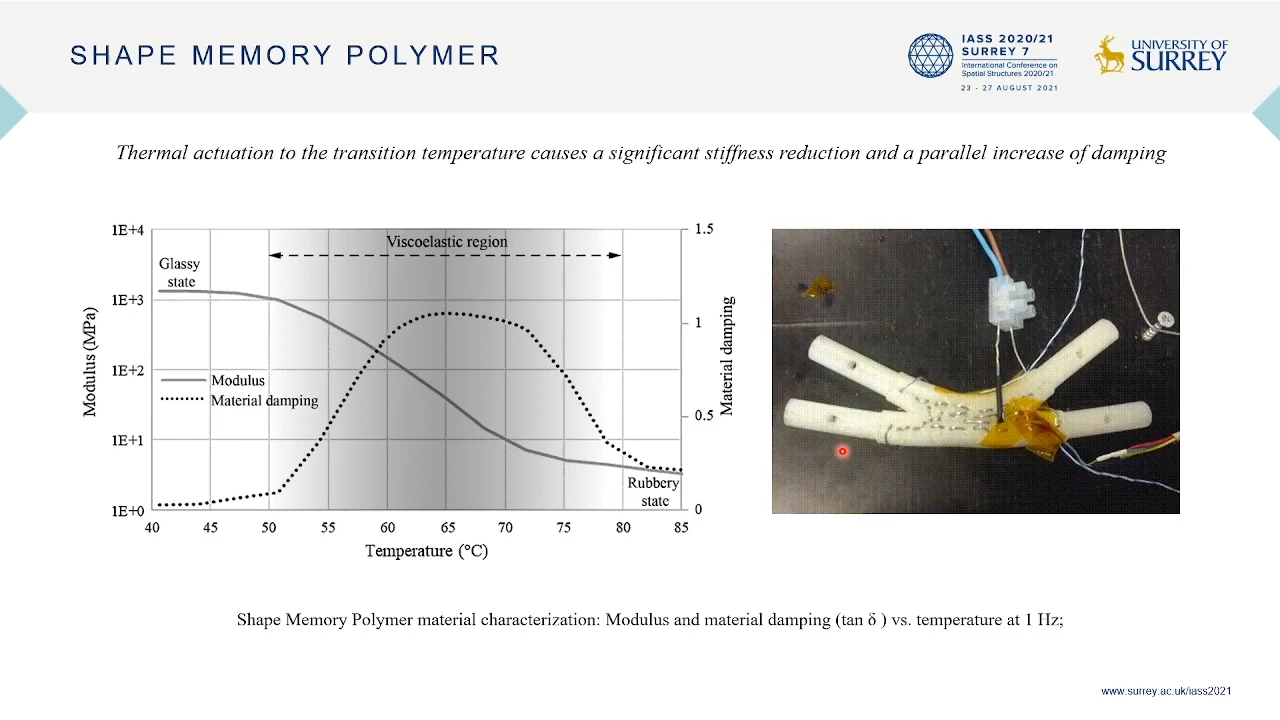 SHAPE MEMORY POLYMER
IASS 2020/21
SURREY 7
International Conference on
Spatial Structures 2020/21
23 - 27 AUGUST 2021
UNIVERSITY OF
SURREY
Thermal actuation to the transition temperature causes a significant stiffness reduction and a parallel increase of damping
1E+4
1E+3
1E+2
1E+1
1E+0
Modulus (MPa)
Glassy
state
Viscoelastic region
Modulus
Material damping
Rubbery
state
1.5
1
0.5
0
Material damping
40 45 50 55 60 65 70 75 80 85
Temperature (°C)
Shape Memory Polymer material characterization: Modulus and material damping (tan δ ) vs. temperature at 1 Hz;
www.surrey.ac.uk/iass2021